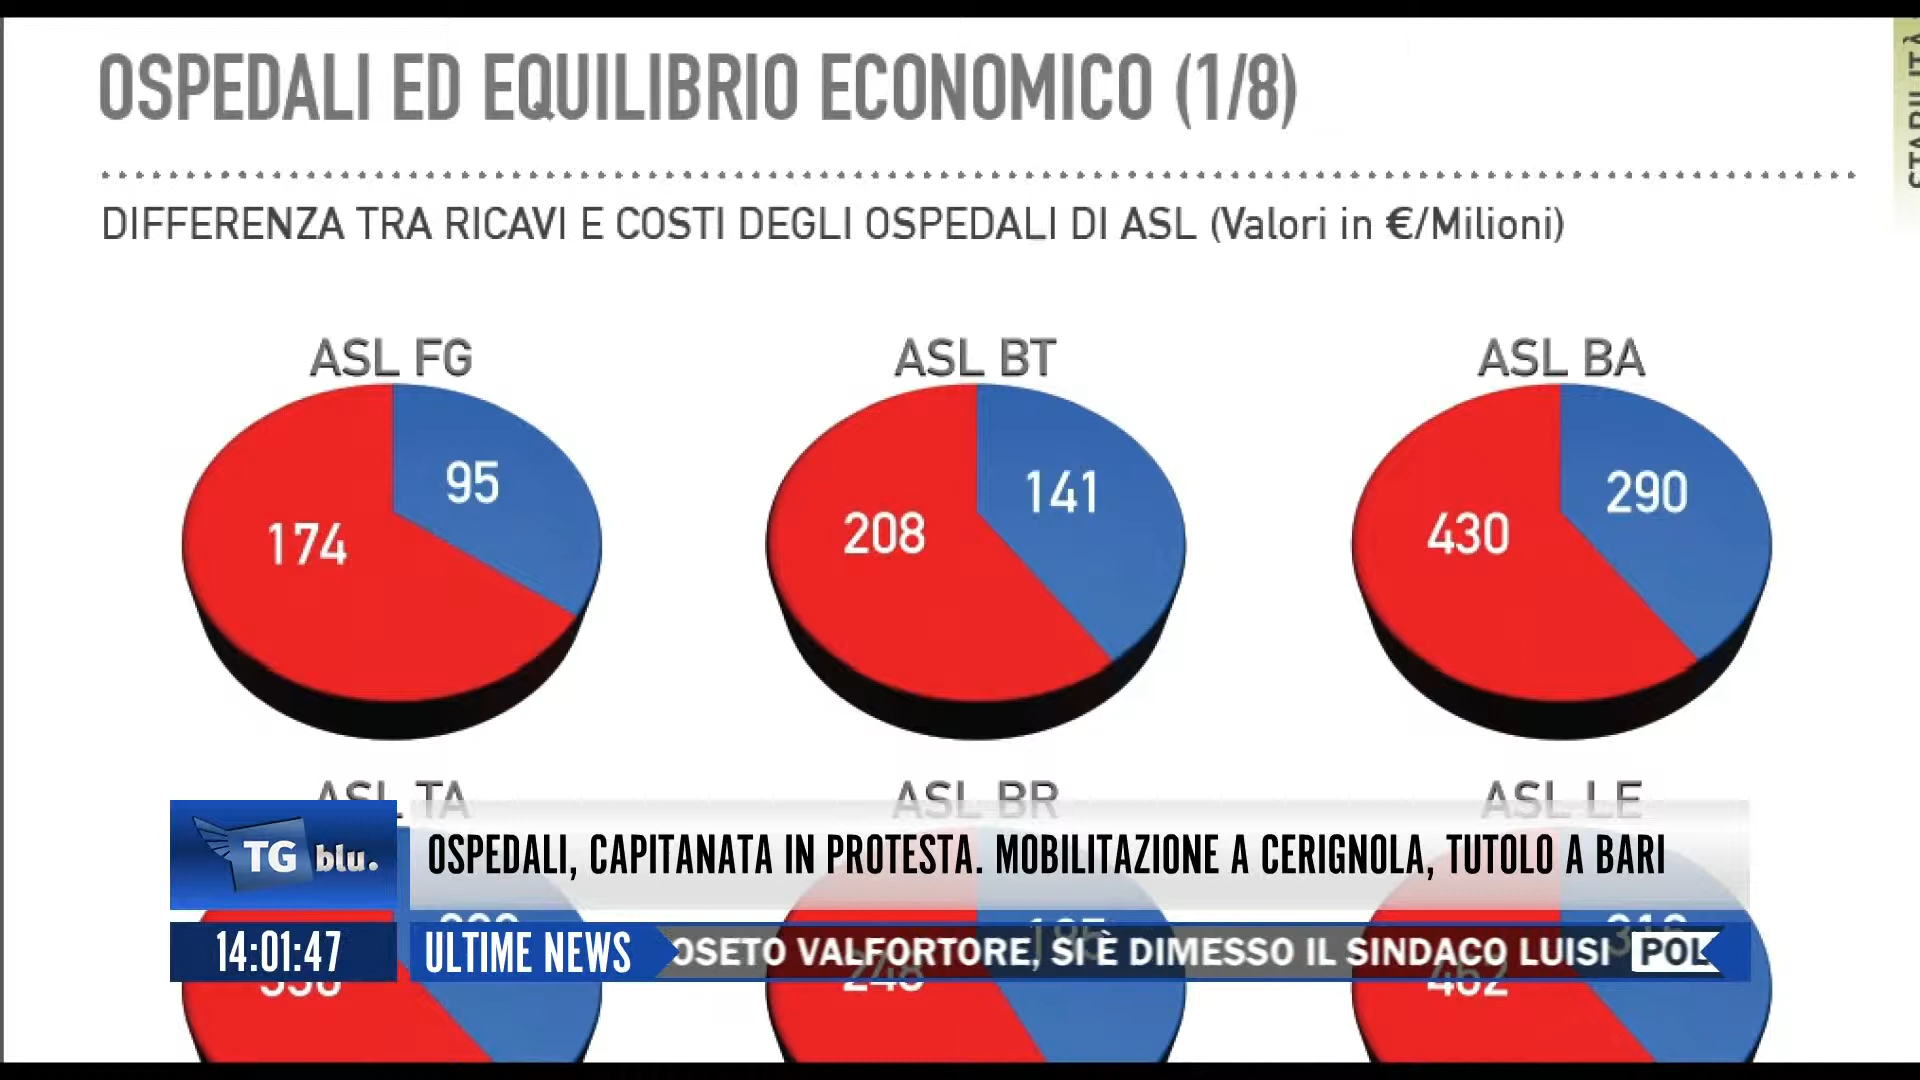 OSPEDALI ED EQUILIBRIO ECONOMICO (1/8)
DIFFERENZA TRA RICAVI E COSTI DEGLI OSPEDALI DI ASL (Valori in €/Milioni)
ASL FG
ASL BT
ASL BA
95
174
141
208
290
430
ASL TA
ASL BR
ASL LE
TG blu.
OSPEDALI, CAPITANATA IN PROTESTA. MOBILITAZIONE A CERIGNOLA, TUTOLO A BARI
14:01:47
ULTIME NEWS
OSETO VALFORTORE, SI È DIMESSO IL SINDACO LUISI POL
248
462